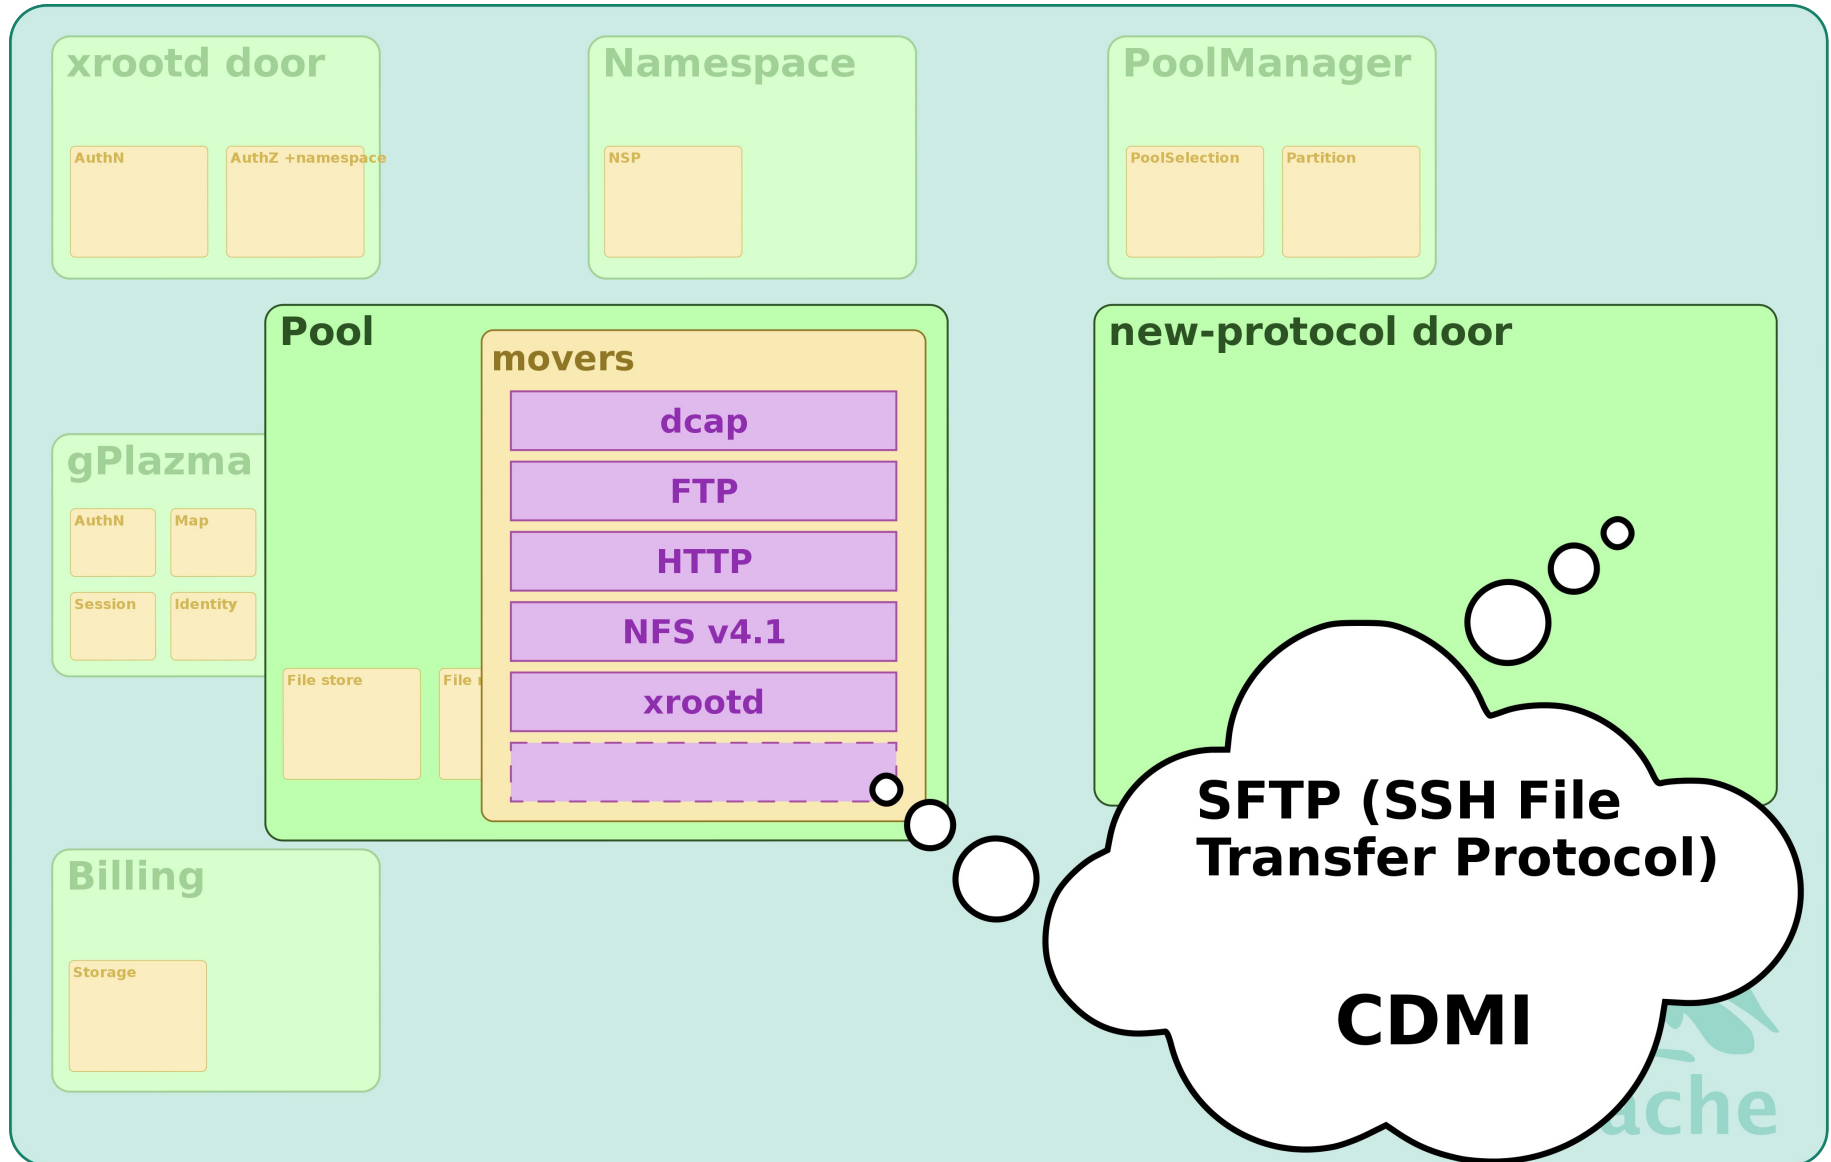 xrootd door
AuthN
AuthZ +namespace
Namespace
NSP
PoolManager
PoolSelection
Partition
Pool
movers
dcap
FTP
HTTP
NFS v4.1
xrootd
File store
File
new-protocol door
gPlazma
AuthN
Map
Session
Identity
Billing
Storage
SFTP (SSH File
Transfer Protocol)
CDMI